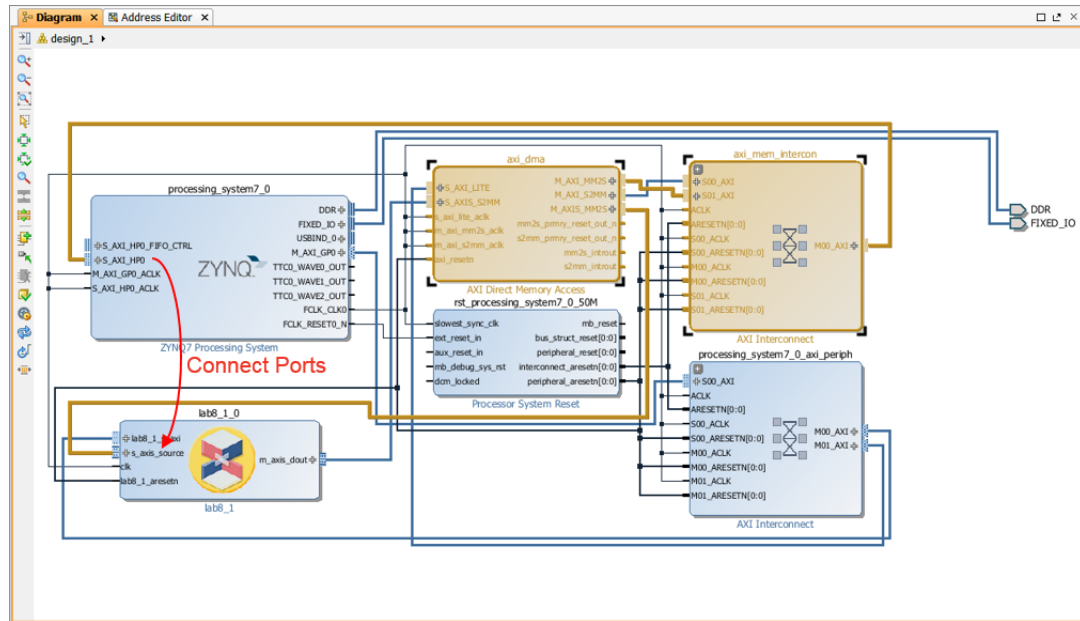 Diagram
Address Editor
design_1
processing_system7_0
S_AXI_HP0_FIFO_CTRL
S_AXI_HP0
M_AXI_GP0_ACLK
S_AXI_HP0_ACLK
ZYNQ
DDR
FIXED_IO
USBIND_0
M_AXI_GP0
TTC0_WAVE0_OUT
TTC0_WAVE1_OUT
TTC0_WAVE2_OUT
FCLK_CLK0
FCLK_RESET0_N
ZYNQ7 Processing System
Connect Ports
lab8_1_0
s_axis_source
clk
lab8_1_aresetn
m_axis_dout
lab8_1
axi_dma
S_AXI_LITE
S_AXIS_S2MM
s_axi_lite_aclk
m_axi_mm2s_aclk
m_axi_s2mm_aclk
axi_resetn
M_AXI_MM2S
M_AXI_S2MM
M_AXIS_MM2S
mm2s_prmry_reset_out_n
s2mm_prmry_reset_out_n
mm2s_introut
s2mm_introut
AXI Direct Memory Access
rst_processing_system7_0_50M
slowest_sync_clk
ext_reset_in
aux_reset_in
mb_debug_sys_rst
dcm_locked
mb_reset
bus_struct_reset[0:0]
peripheral_reset[0:0]
interconnect_aresetn[0:0]
peripheral_aresetn[0:0]
Processor System Reset
axi_mem_intercon
S00_AXI
S01_AXI
ACLK
ARESETN[0:0]
S00_ACLK
S00_ARESETN[0:0]
M00_ACLK
M00_ARESETN[0:0]
S01_ACLK
S01_ARESETN[0:0]
M00_AXI
AXI Interconnect
processing_system7_0_axi_periph
S00_AXI
ACLK
ARESETN[0:0]
S00_ACLK
S00_ARESETN[0:0]
M00_ACLK
M00_ARESETN[0:0]
M01_ACLK
M01_ARESETN[0:0]
M00_AXI
M01_AXI
AXI Interconnect
DDR
FIXED_IO